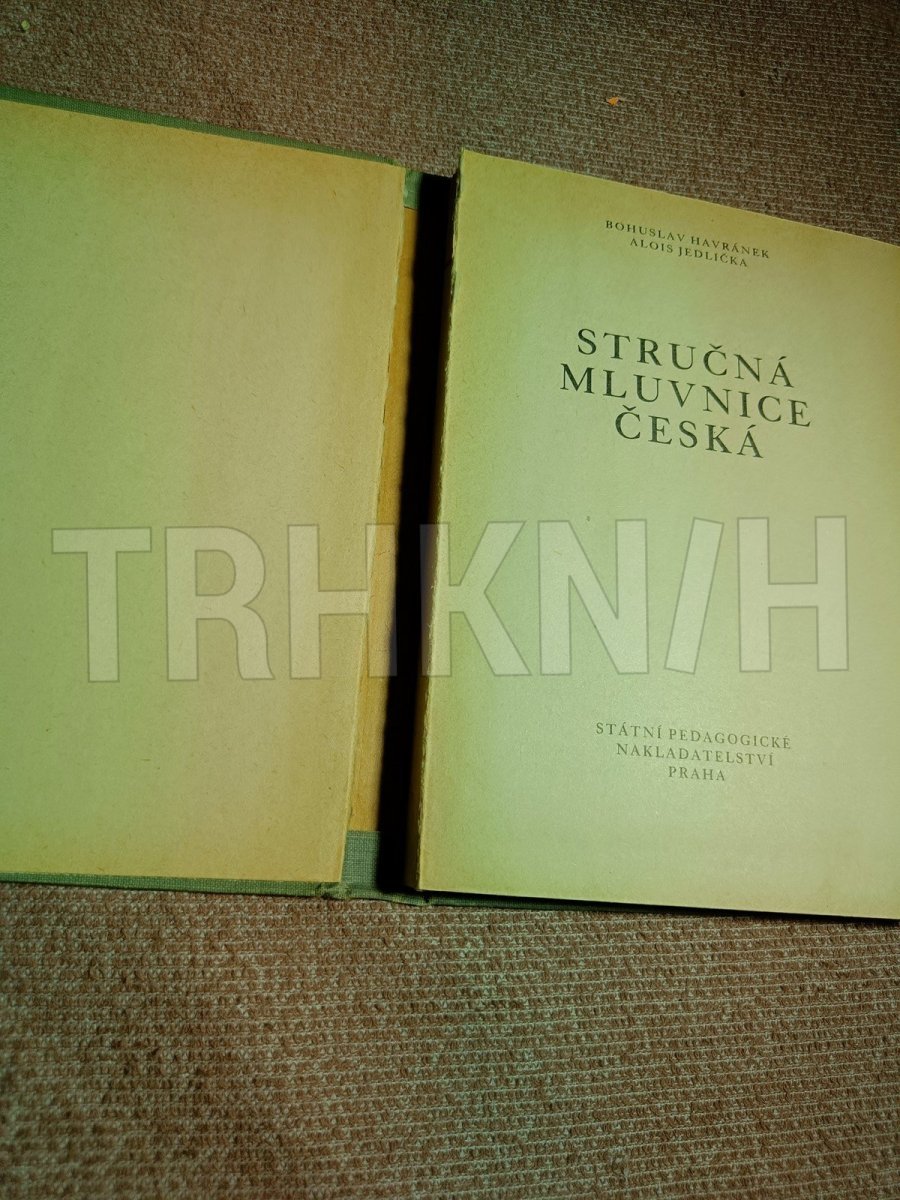 BOHUSLAV HAVRÁNEK
ALOIS JEDLIČKA
STRUČNÁ
MLUVNICE
ČESKÁ
TRHKNIH
STÁTNÍ PEDAGOGICKÉ
NAKLADATELSTVÍ
PRAHA